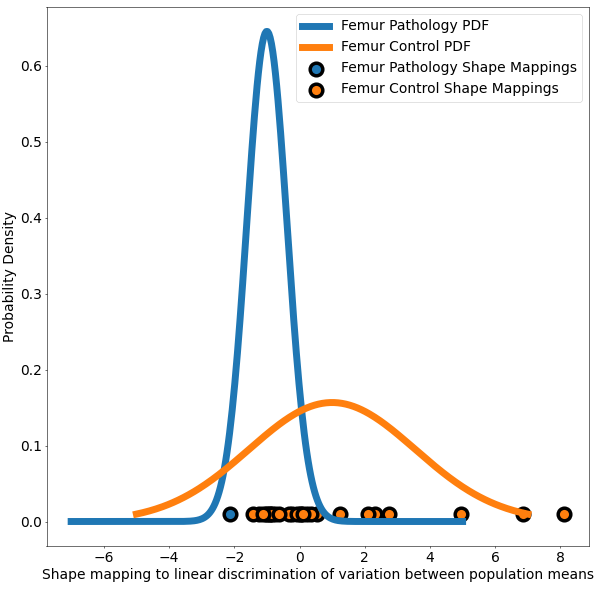 Femur Pathology PDF
Femur Control PDF
Femur Pathology Shape Mappings
Femur Control Shape Mappings
Probability Density
0.6
0.5
0.4
0.3
0.2
0.1
0.0
−6 −4 −2 0 2 4 6 8
Shape mapping to linear discrimination of variation between population means